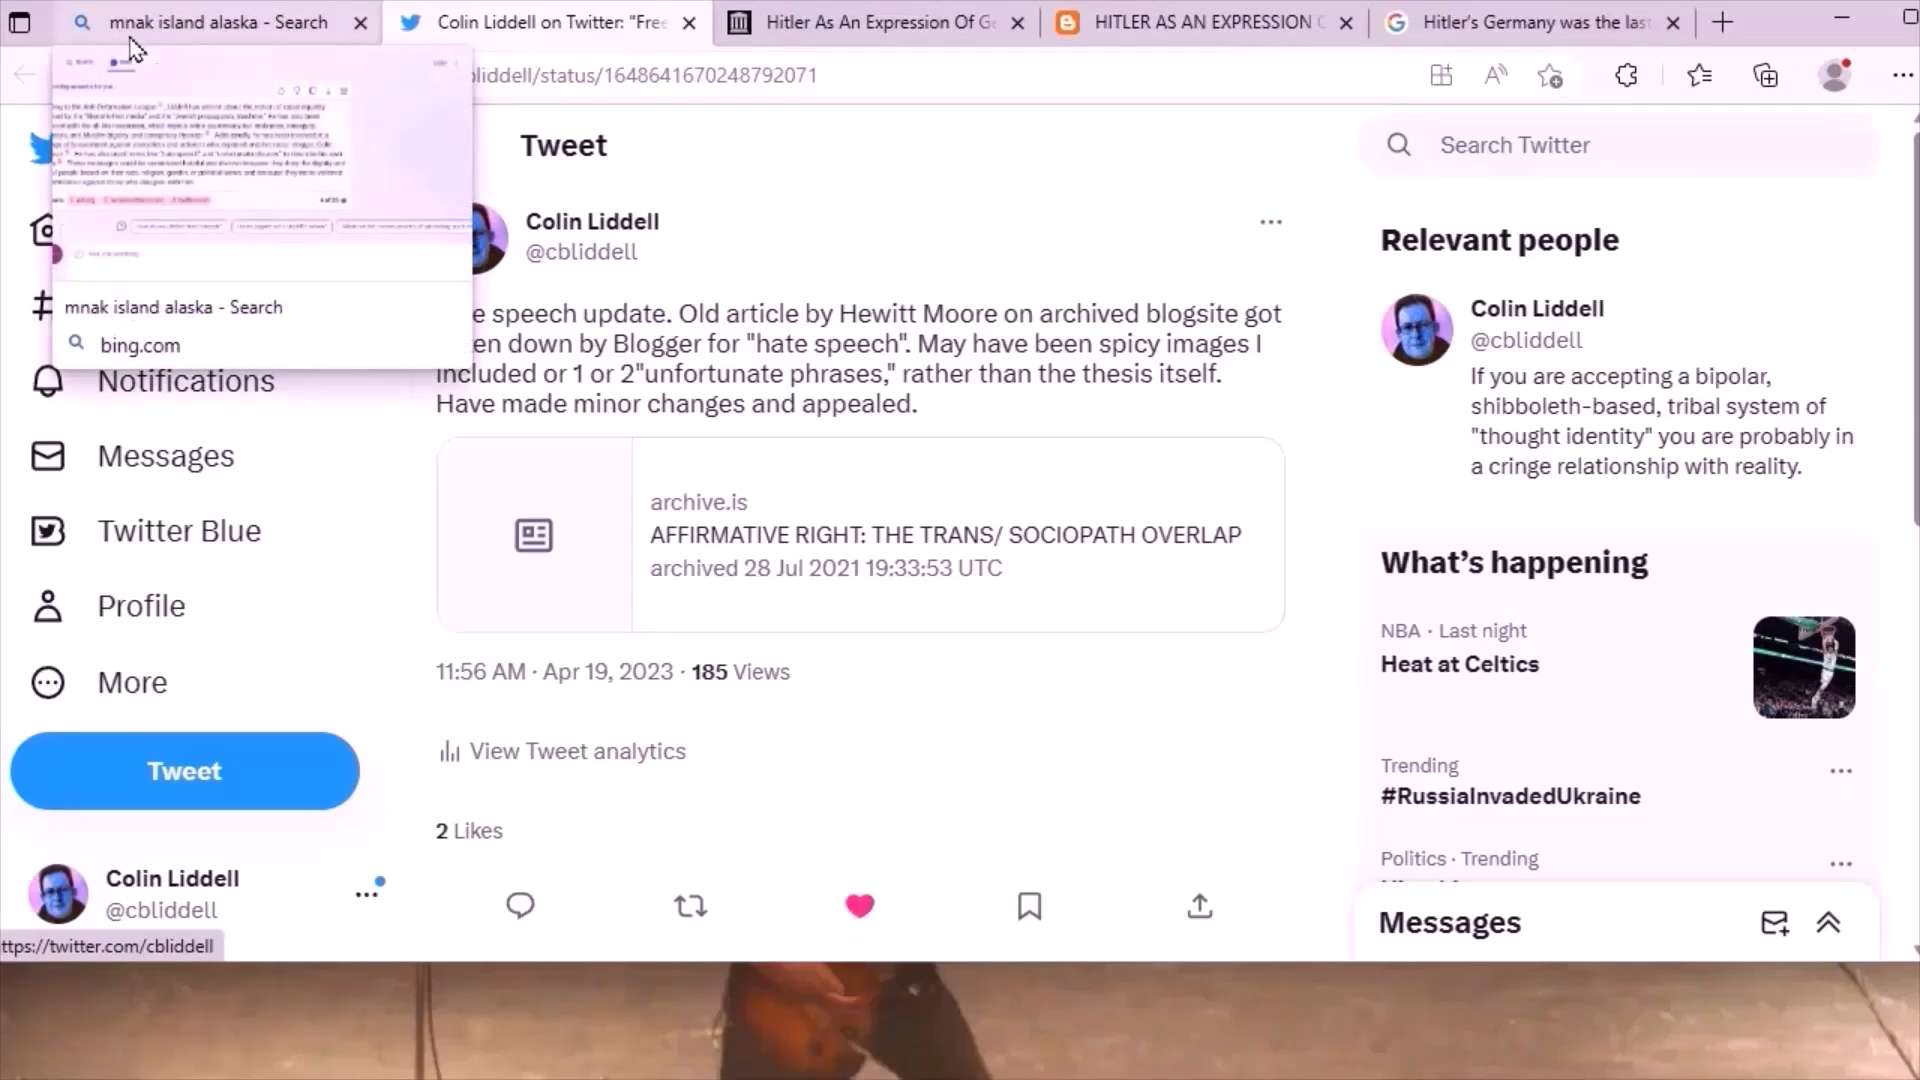 mnak island alaska - Search
Colin Liddell on Twitter: "Free
Hitler As An Expression Of Ge
HITLER AS AN EXPRESSION
Hitler's Germany was the last
liddell/status/1648641670248792071
mnak island alaska - Search
bing.com
Notifications
Messages
Twitter Blue
Profile
More
Tweet
Colin Liddell
@cbliddell
ttps://twitter.com/cbliddell
Tweet
Colin Liddell
@cbliddell
e speech update. Old article by Hewitt Moore on archived blogsite got
en down by Blogger for "hate speech". May have been spicy images I
included or 1 or 2"unfortunate phrases," rather than the thesis itself.
Have made minor changes and appealed.
archive.is
AFFIRMATIVE RIGHT: THE TRANS/ SOCIOPATH OVERLAP
archived 28 Jul 2021 19:33:53 UTC
11:56 AM · Apr 19, 2023 · 185 Views
View Tweet analytics
2 Likes
Search Twitter
Relevant people
Colin Liddell
@cbliddell
If you are accepting a bipolar,
shibboleth-based, tribal system of
"thought identity" you are probably in
a cringe relationship with reality.
What's happening
NBA · Last night
Heat at Celtics
Trending
#RussiaInvadedUkraine
Politics · Trending
Messages